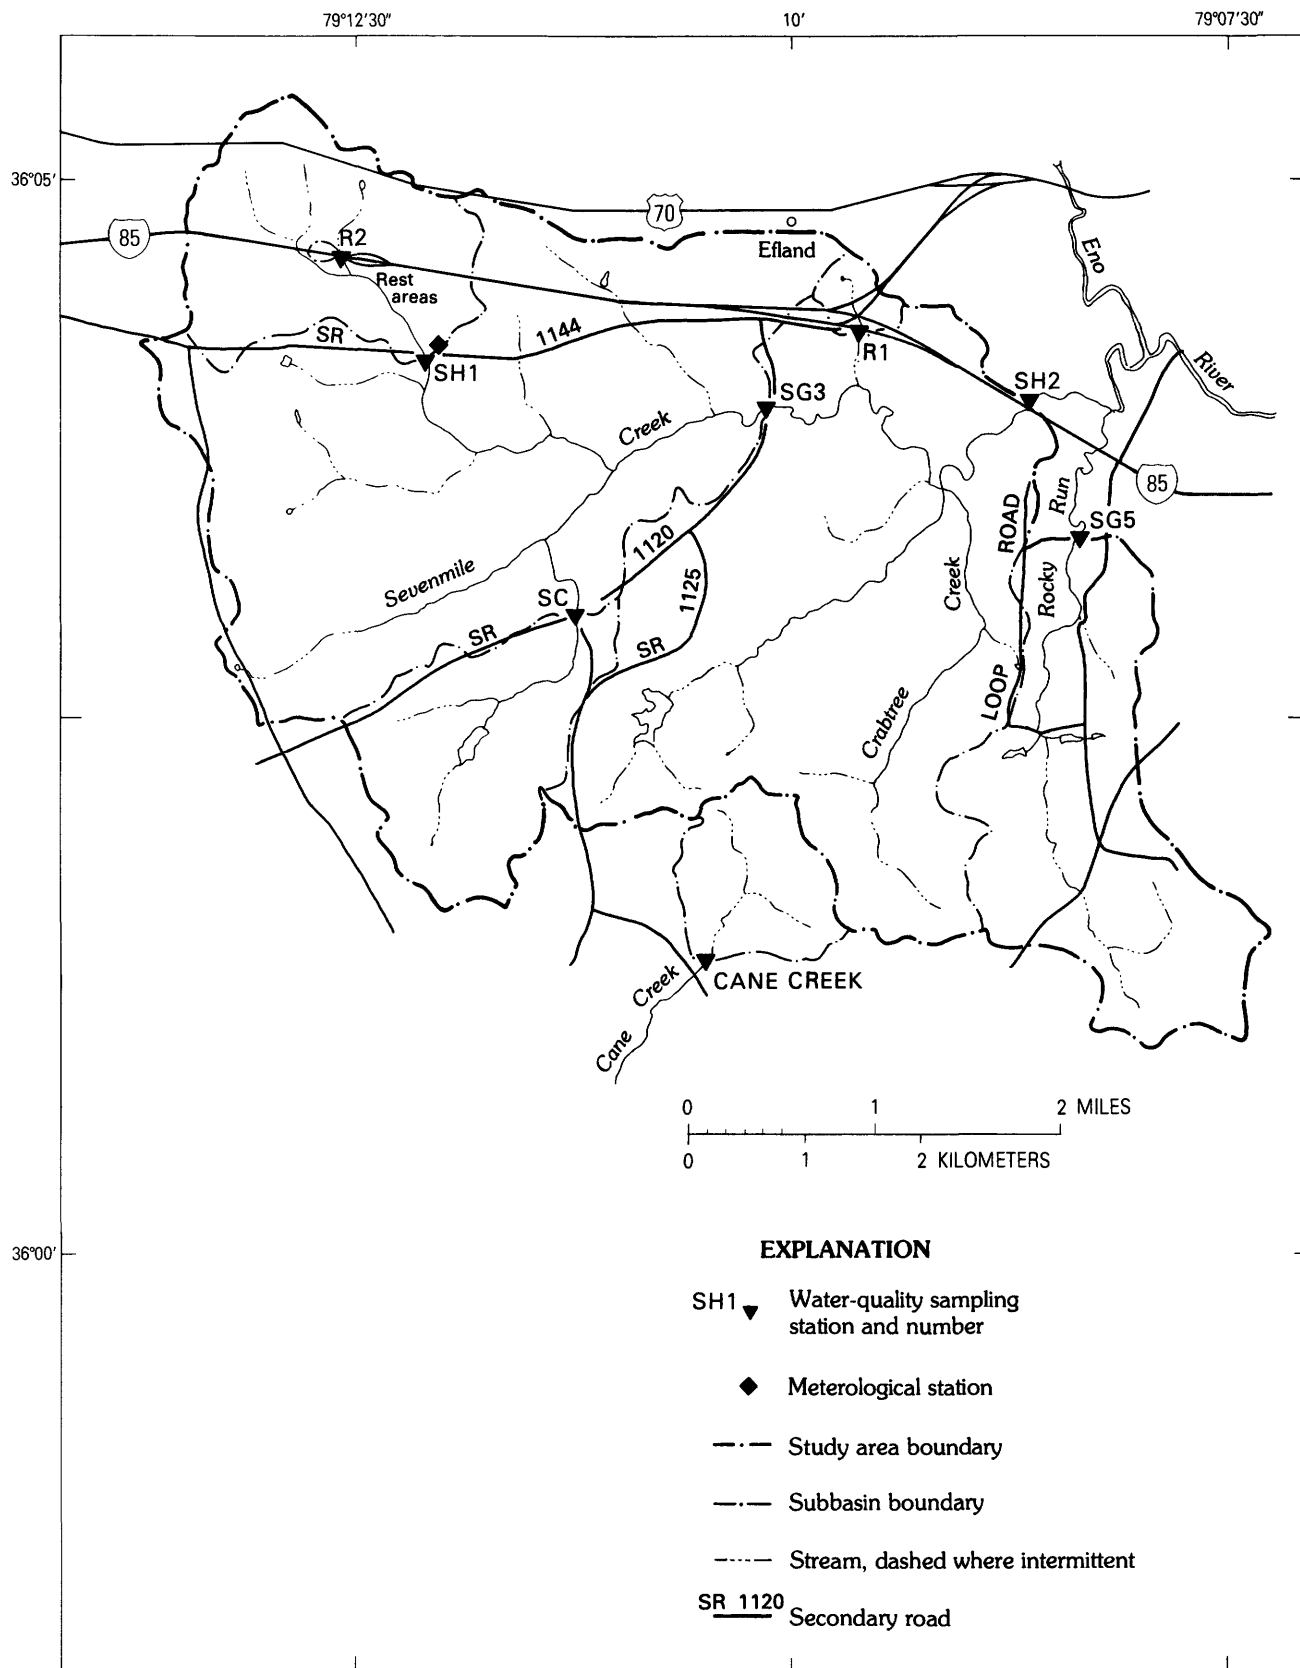 79°12'30"
10'
79°07'30"
36°05'
70
85
R2
Efland
Eno
Rest
areas
SR
1144
R1
River
SH1
SH2
SG3
Creek
85
ROAD
Run
SG5
1120
Sevenmile
1125
Creek
Rocky
SC
SR
SR
LOOP
Crabtree
Creek
CANE CREEK
Cane
0 1 2 MILES
0 1 2 KILOMETERS
36°00'
EXPLANATION
SH1 Water-quality sampling
station and number
Meterological station
Study area boundary
Subbasin boundary
Stream, dashed where intermittent
SR 1120
Secondary road